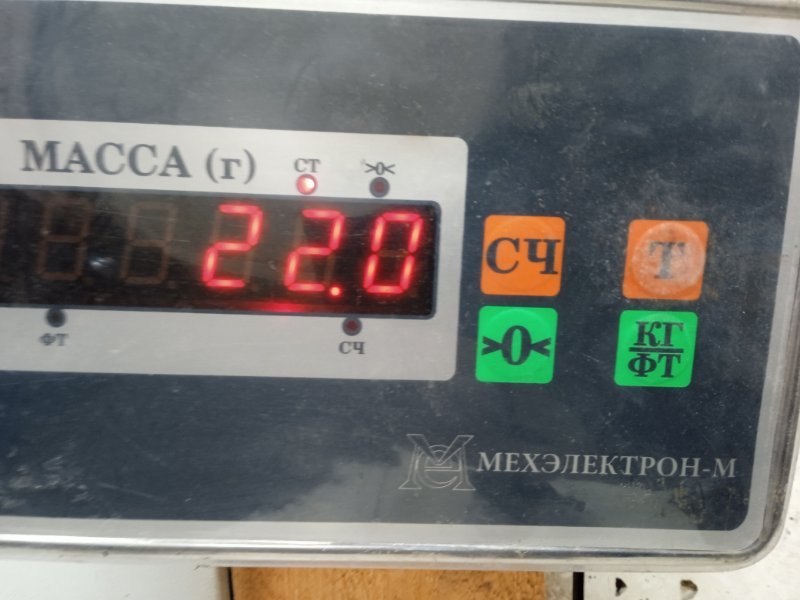 МАССА (г)
СТ
>0<
22.0
ФТ
СЧ
СЧ
Т
>0<
КГ
ФТ
МЕХЭЛЕКТРОН-М